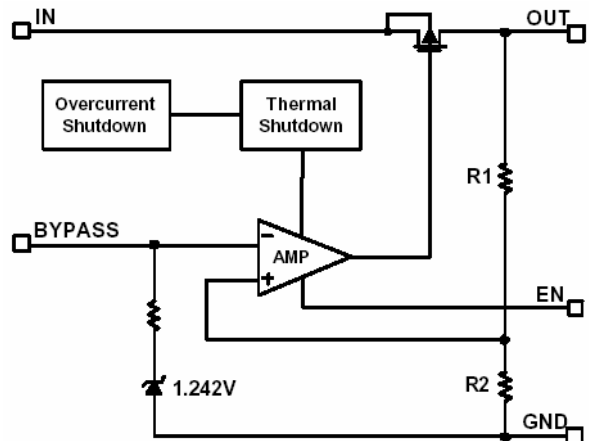 IN
OUT
Overcurrent
Shutdown
Thermal
Shutdown
R1
BYPASS
−
AMP
+
EN
1.242V
R2
GND